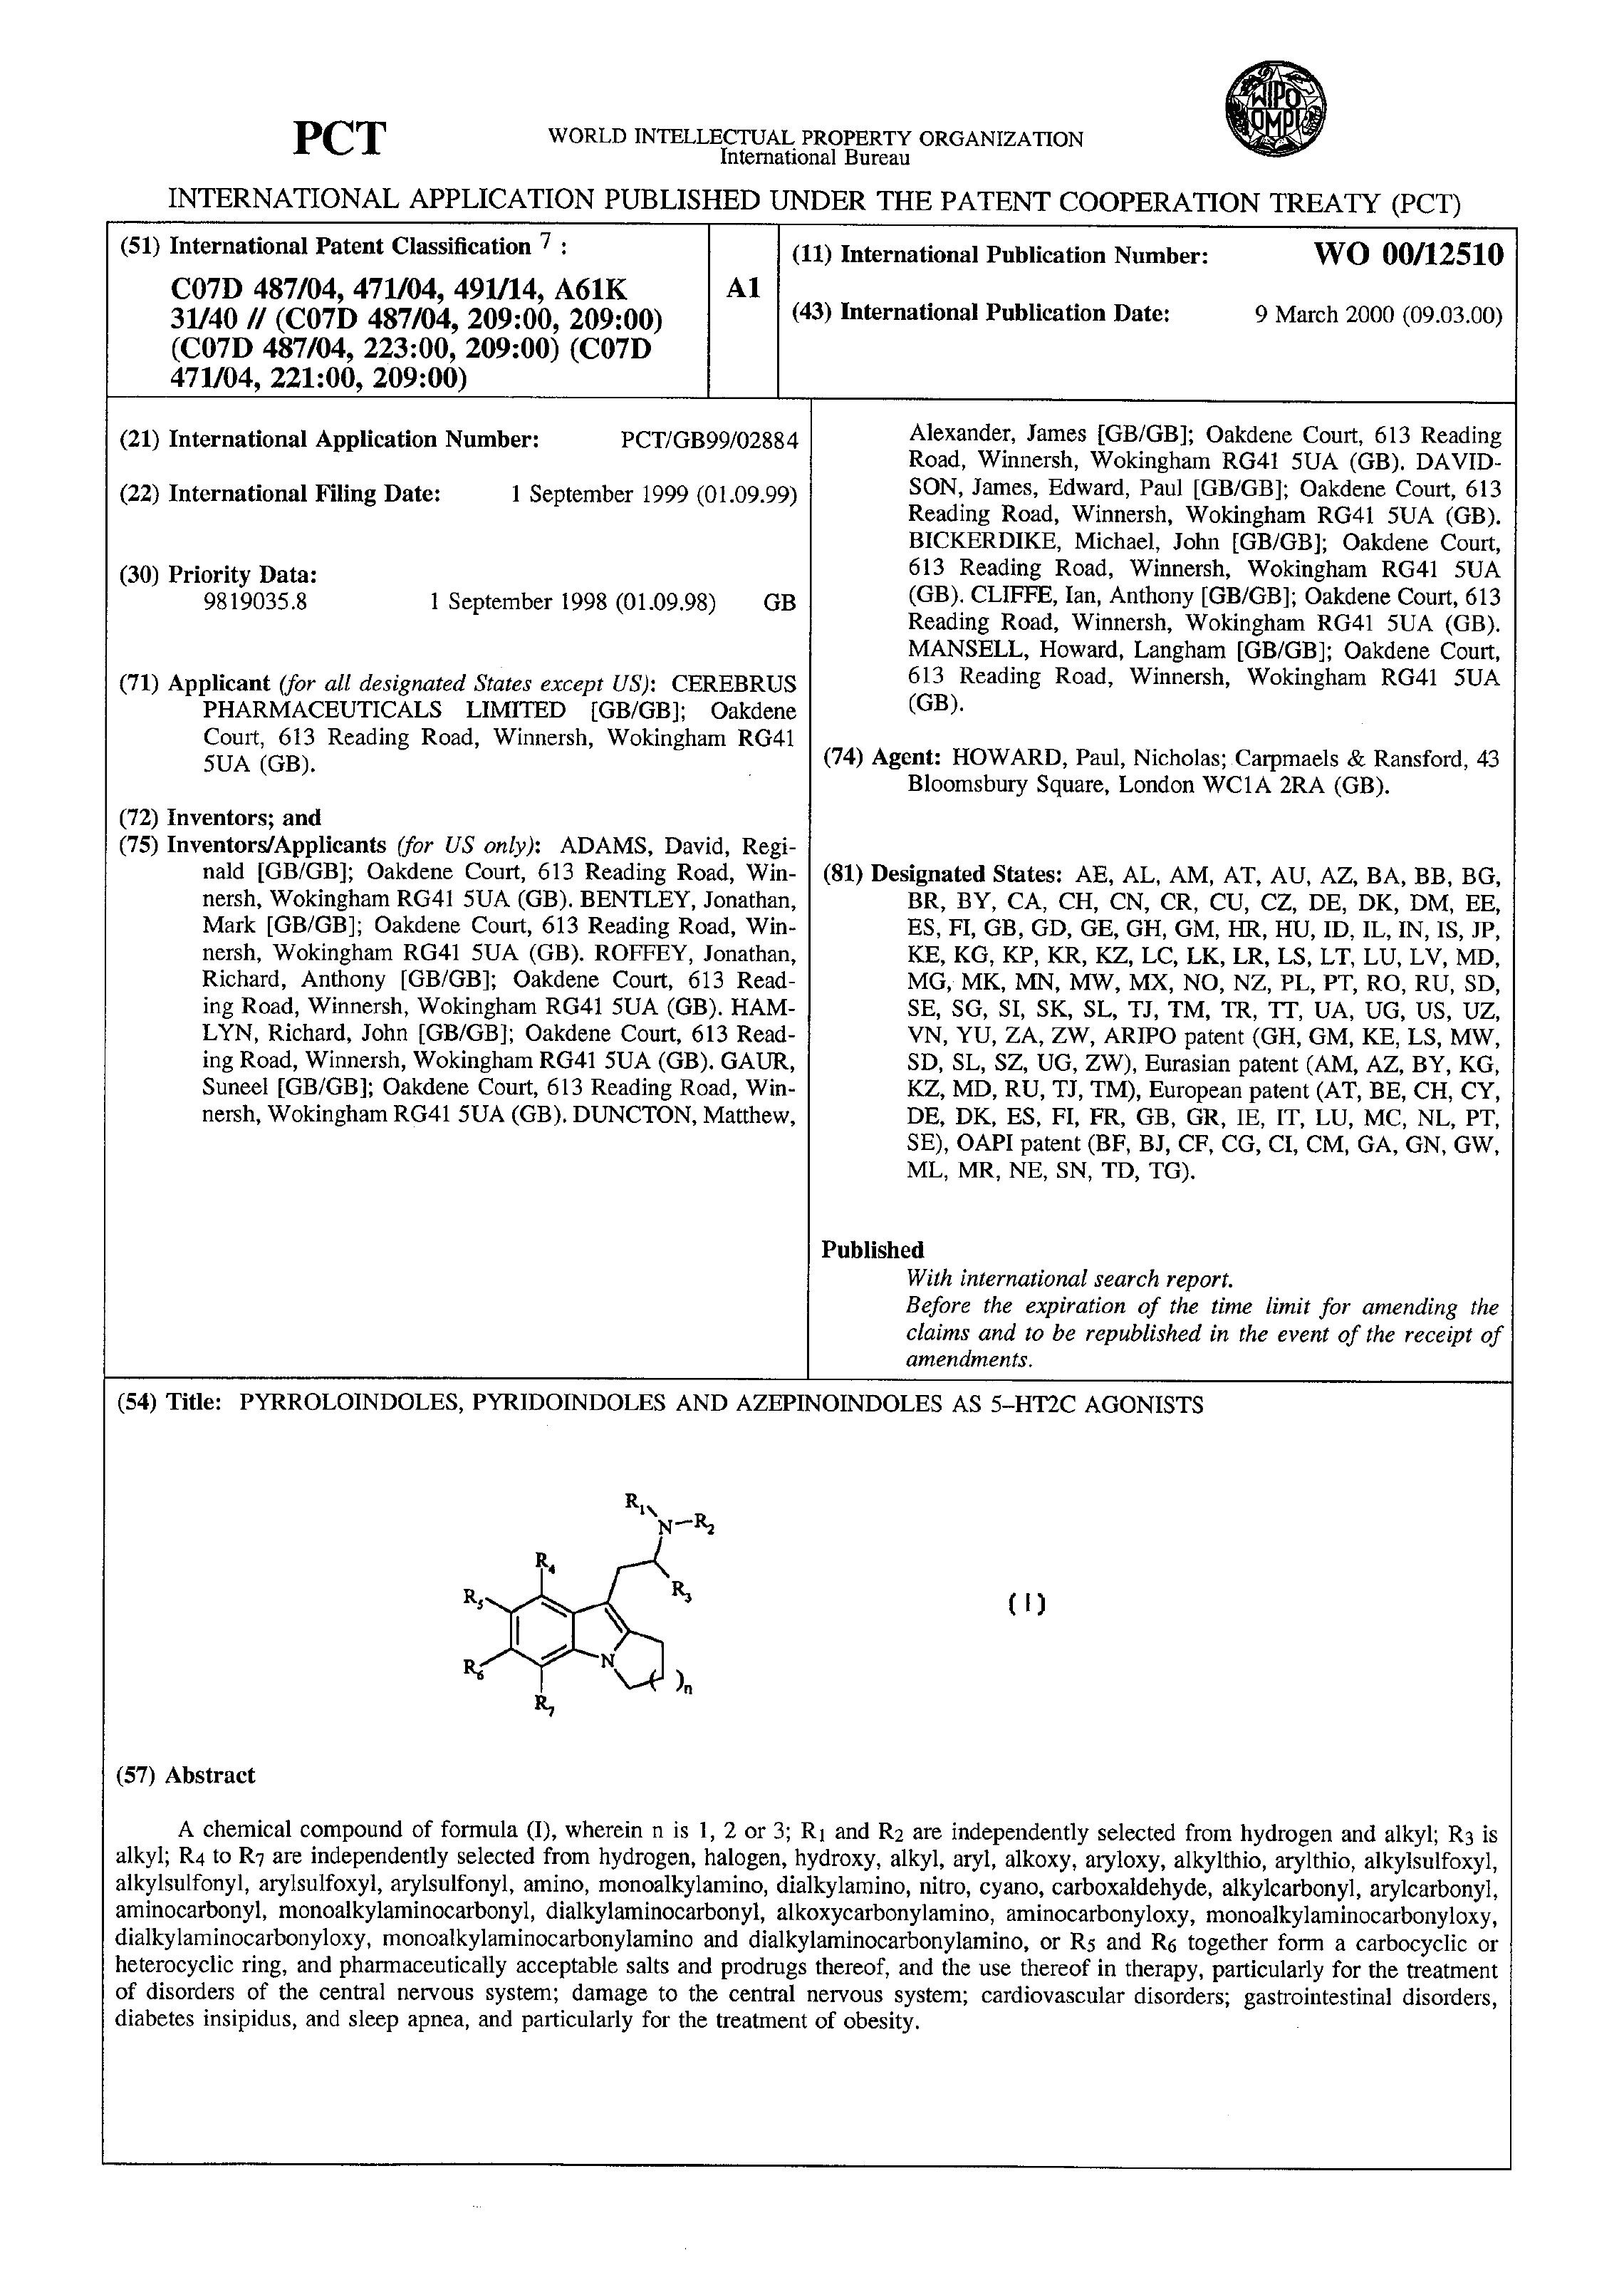 WIPO
OMPI
PCT
WORLD INTELLECTUAL PROPERTY ORGANIZATION
International Bureau
INTERNATIONAL APPLICATION PUBLISHED UNDER THE PATENT COOPERATION TREATY (PCT)
(51) International Patent Classification 7 :
C07D 487/04, 471/04, 491/14, A61K
31/40 // (C07D 487/04, 209:00, 209:00)
(C07D 487/04, 223:00, 209:00) (C07D
471/04, 221:00, 209:00)
A1
(11) International Publication Number: WO 00/12510
(43) International Publication Date: 9 March 2000 (09.03.00)
(21) International Application Number: PCT/GB99/02884
(22) International Filing Date: 1 September 1999 (01.09.99)
(30) Priority Data:
9819035.8 1 September 1998 (01.09.98) GB
(71) Applicant (for all designated States except US): CEREBRUS
PHARMACEUTICALS LIMITED [GB/GB]; Oakdene
Court, 613 Reading Road, Winnersh, Wokingham RG41
5UA (GB).
(72) Inventors; and
(75) Inventors/Applicants (for US only): ADAMS, David, Regi-
nald [GB/GB]; Oakdene Court, 613 Reading Road, Win-
nersh, Wokingham RG41 5UA (GB). BENTLEY, Jonathan,
Mark [GB/GB]; Oakdene Court, 613 Reading Road, Win-
nersh, Wokingham RG41 5UA (GB). ROFFEY, Jonathan,
Richard, Anthony [GB/GB]; Oakdene Court, 613 Read-
ing Road, Winnersh, Wokingham RG41 5UA (GB). HAM-
LYN, Richard, John [GB/GB]; Oakdene Court, 613 Read-
ing Road, Winnersh, Wokingham RG41 5UA (GB). GAUR,
Suneel [GB/GB]; Oakdene Court, 613 Reading Road, Win-
nersh, Wokingham RG41 5UA (GB). DUNCTON, Matthew,
Alexander, James [GB/GB]; Oakdene Court, 613 Reading
Road, Winnersh, Wokingham RG41 5UA (GB). DAVID-
SON, James, Edward, Paul [GB/GB]; Oakdene Court, 613
Reading Road, Winnersh, Wokingham RG41 5UA (GB).
BICKERDIKE, Michael, John [GB/GB]; Oakdene Court,
613 Reading Road, Winnersh, Wokingham RG41 5UA
(GB). CLIFFE, Ian, Anthony [GB/GB]; Oakdene Court, 613
Reading Road, Winnersh, Wokingham RG41 5UA (GB).
MANSELL, Howard, Langham [GB/GB]; Oakdene Court,
613 Reading Road, Winnersh, Wokingham RG41 5UA
(GB).
(74) Agent: HOWARD, Paul, Nicholas; Carpmaels & Ransford, 43
Bloomsbury Square, London WC1A 2RA (GB).
(81) Designated States: AE, AL, AM, AT, AU, AZ, BA, BB, BG,
BR, BY, CA, CH, CN, CR, CU, CZ, DE, DK, DM, EE,
ES, FI, GB, GD, GE, GH, GM, HR, HU, ID, IL, IN, IS, JP,
KE, KG, KP, KR, KZ, LC, LK, LR, LS, LT, LU, LV, MD,
MG, MK, MN, MW, MX, NO, NZ, PL, PT, RO, RU, SD,
SE, SG, SI, SK, SL, TJ, TM, TR, TT, UA, UG, US, UZ,
VN, YU, ZA, ZW, ARIPO patent (GH, GM, KE, LS, MW,
SD, SL, SZ, UG, ZW), Eurasian patent (AM, AZ, BY, KG,
KZ, MD, RU, TJ, TM), European patent (AT, BE, CH, CY,
DE, DK, ES, FI, FR, GB, GR, IE, IT, LU, MC, NL, PT,
SE), OAPI patent (BF, BJ, CF, CG, CI, CM, GA, GN, GW,
ML, MR, NE, SN, TD, TG).
Published
With international search report.
Before the expiration of the time limit for amending the
claims and to be republished in the event of the receipt of
amendments.
(54) Title: PYRROLOINDOLES, PYRIDOINDOLES AND AZEPINOINDOLES AS 5-HT2C AGONISTS
R1
N R2
R4
R3
R5
N
R6
( )n
R7
(I)
(57) Abstract
A chemical compound of formula (I), wherein n is 1, 2 or 3; R1 and R2 are independently selected from hydrogen and alkyl; R3 is
alkyl; R4 to R7 are independently selected from hydrogen, halogen, hydroxy, alkyl, aryl, alkoxy, aryloxy, alkylthio, arylthio, alkylsulfoxyl,
alkylsulfonyl, arylsulfoxyl, arylsulfonyl, amino, monoalkylamino, dialkylamino, nitro, cyano, carboxaldehyde, alkylcarbonyl, arylcarbonyl,
aminocarbonyl, monoalkylaminocarbonyl, dialkylaminocarbonyl, alkoxycarbonylamino, aminocarbonyloxy, monoalkylaminocarbonyloxy,
dialkylaminocarbonyloxy, monoalkylaminocarbonylamino and dialkylaminocarbonylamino, or R5 and R6 together form a carbocyclic or
heterocyclic ring, and pharmaceutically acceptable salts and prodrugs thereof, and the use thereof in therapy, particularly for the treatment
of disorders of the central nervous system; damage to the central nervous system; cardiovascular disorders; gastrointestinal disorders,
diabetes insipidus, and sleep apnea, and particularly for the treatment of obesity.